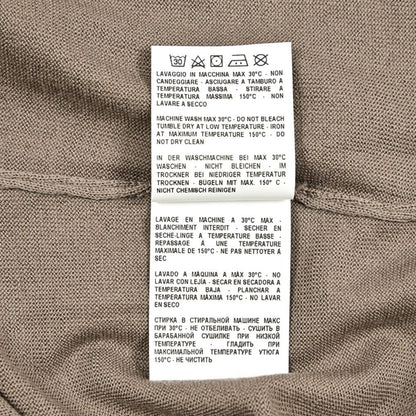 30
LAVAGGIO IN MACCHINA MAX 30°C - NON
CANDEGGIARE - ASCIUGARE A TAMBURO A
TEMPERATURA BASSA - STIRARE A
TEMPERATURA MASSIMA 150°C - NON
LAVARE A SECCO
MACHINE WASH MAX 30°C - DO NOT BLEACH
TUMBLE DRY AT LOW TEMPERATURE - IRON AT
MAXIMUM TEMPERATURE 150°C - DO
NOT DRY CLEAN
IN DER WASCHMACHINE BEI MAX 30°C
WASCHEN - NICHT BLEICHEN - IM
TROCKNER BEI NIEDRIGER TEMPERATUR
TROCKNEN - BÜGELN MIT MAX. 150° C -
NICHT CHEMISCH REINIGEN
LAVAGE EN MACHINE A 30°C MAX -
BLANCHIMENT INTERDIT - SECHER EN
SECHE-LINGE A TEMPERATURE BASSE -
REPASSAGE À UNE TEMPÉRATURE
MAXIMALE DE 150°C - NE PAS NETTOYER À
SEC
LAVADO A MÁQUINA A MAX 30°C - NO
LAVAR CON LEJÍA - SECAR EN SECADORA A
TEMPERATURA BAJA - PLANCHAR A
TEMPERATURA MÁXIMA 150°C - NO LAVAR
EN SECO
СТИРКА В СТИРАЛЬНОЙ МАШИНЕ МАКС
ПРИ 30°C - НЕ ОТБЕЛИВАТЬ - СУШИТЬ В
БАРАБАННОЙ СУШИЛКЕ ПРИ НИЗКОЙ
ТЕМПЕРАТУРЕ - ГЛАДИТЬ ПРИ
МАКСИМАЛЬНОЙ ТЕМПЕРАТУРЕ УТЮГА
150°C - НЕ ЧИСТИТЬ